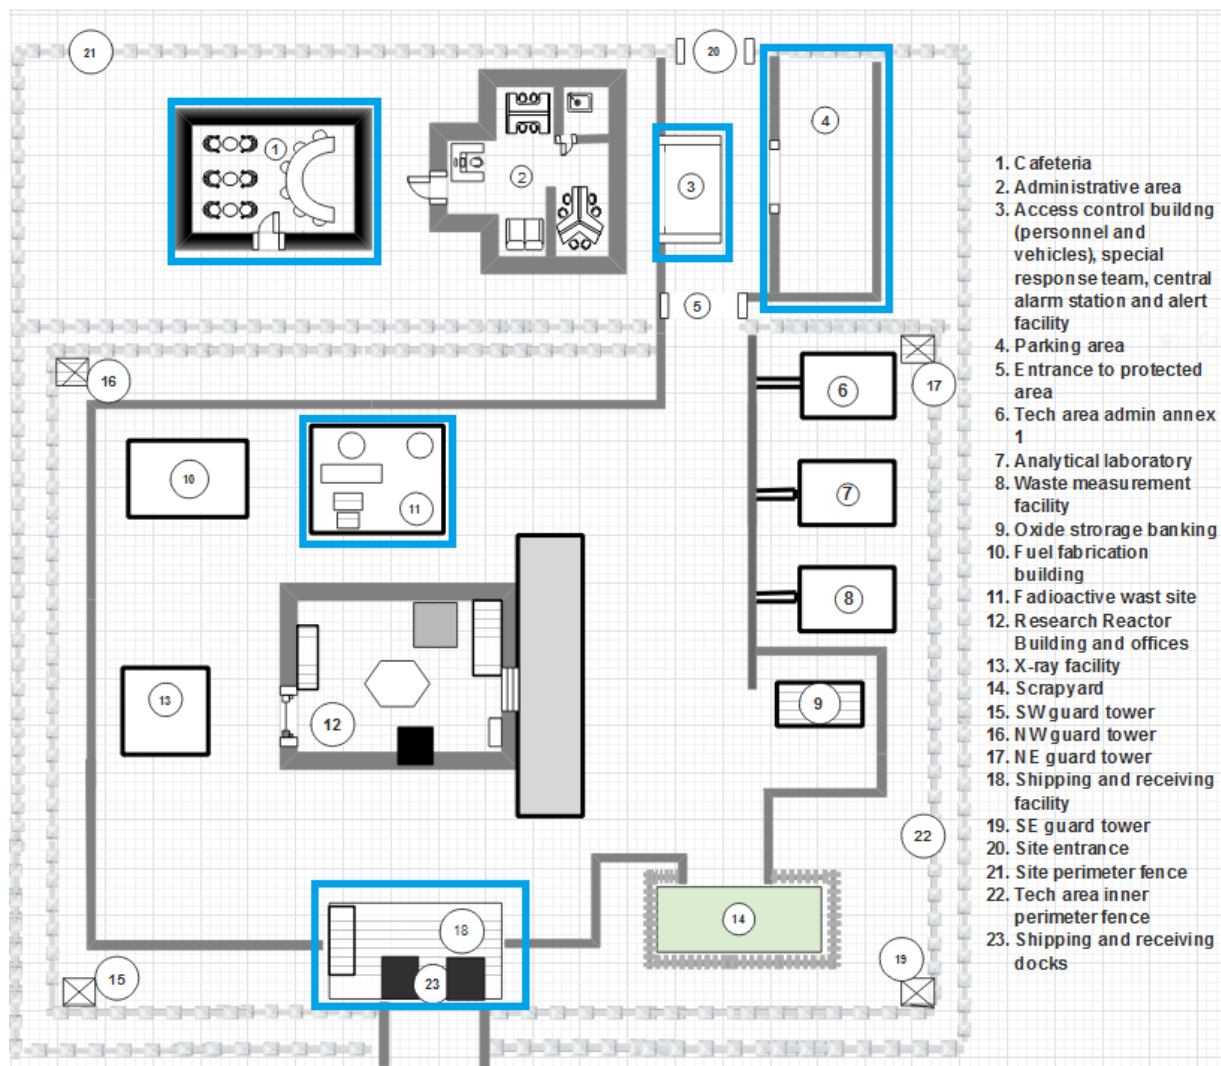 21
20
1
2
3
4
5
16
17
6
10
11
7
8
13
12
9
22
18
14
15
23
19
1. Cafeteria
2. Administrative area
3. Access control buildng
(personnel and
vehicles), special
response team, central
alarm station and alert
facility
4. Parking area
5. Entrance to protected
area
6. Tech area admin annex
1
7. Analytical laboratory
8. Waste measurement
facility
9. Oxide strorage banking
10. Fuel fabrication
building
11. Fadioactive wast site
12. Research Reactor
Building and offices
13. X-ray facility
14. Scrapyard
15. SW guard tower
16. NW guard tower
17. NE guard tower
18. Shipping and receiving
facility
19. SE guard tower
20. Site entrance
21. Site perimeter fence
22. Tech area inner
perimeter fence
23. Shipping and receiving
docks